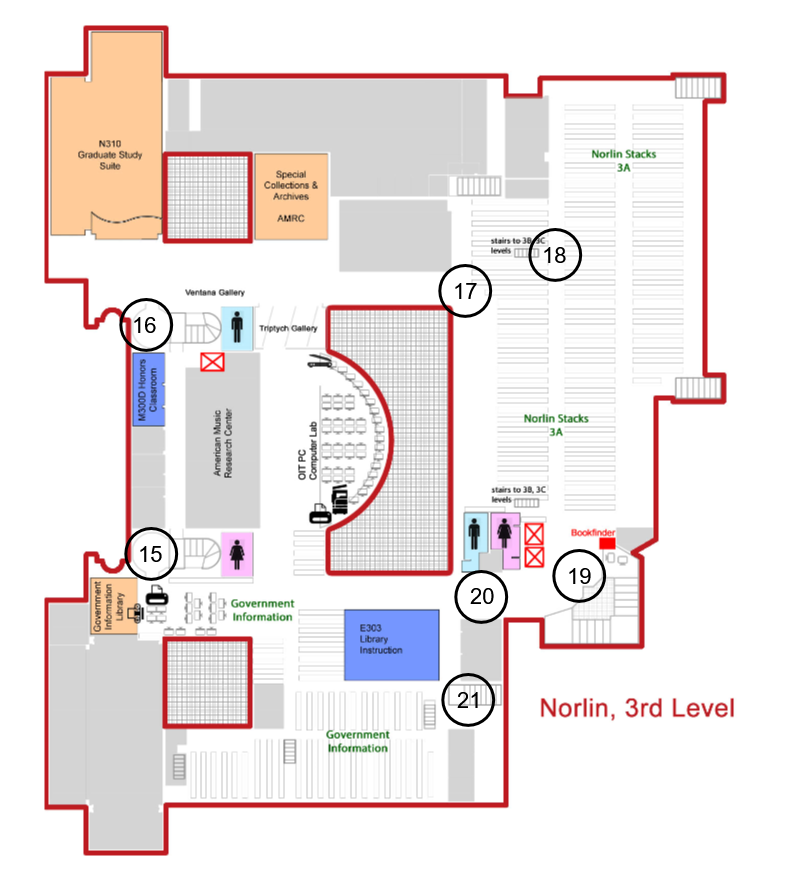 N310
Graduate Study
Suite
Special
Collections &
Archives
AMRC
Norlin Stacks
3A
stairs to 3B, 3C
levels
18
17
Ventana Gallery
16
Triptych Gallery
M300D Honors
Classroom
American Music
Research Center
OIT PC
Computer Lab
Norlin Stacks
3A
stairs to 3B, 3C
levels
Bookfinder
15
19
20
Government
Information
Library
Government
Information
E303
Library
Instruction
21
Norlin, 3rd Level
Government
Information